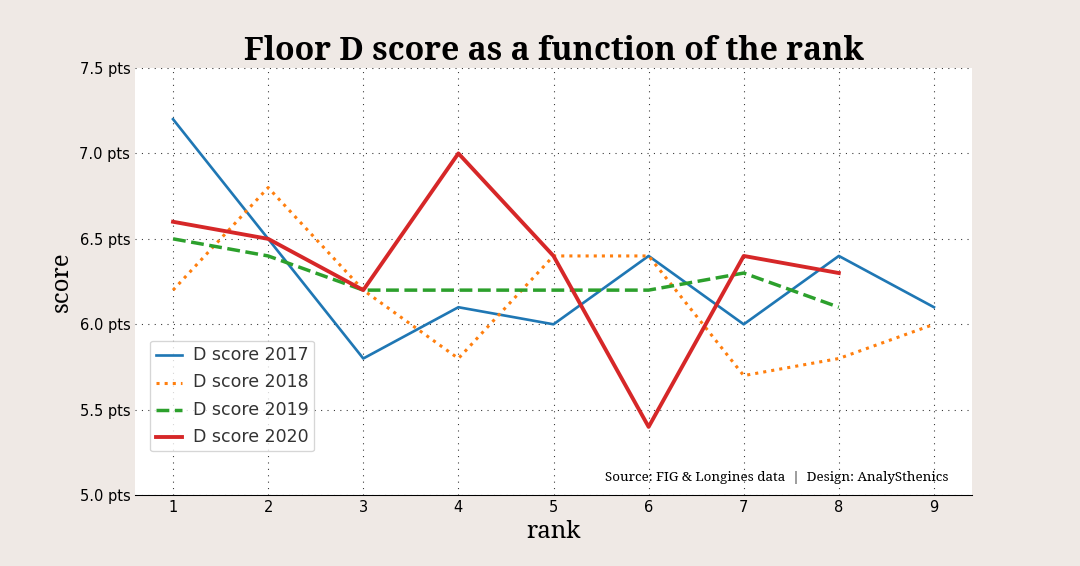 Floor D score as a function of the rank
7.5 pts
7.0 pts
6.5 pts
6.0 pts
5.5 pts
5.0 pts
score
D score 2017
D score 2018
D score 2019
D score 2020
Source: FIG & Longines data | Design: AnalySthenics
1 2 3 4 5 6 7 8 9
rank